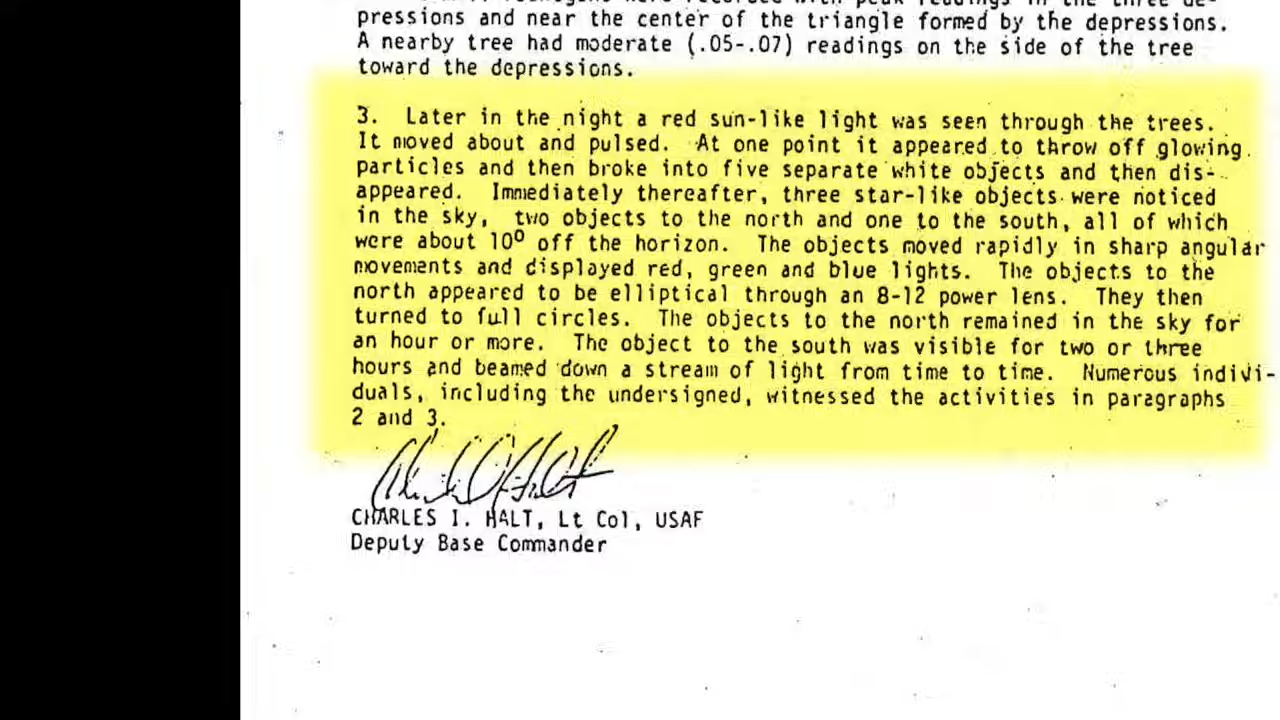 recorded with peak readings in the three de-
pressions and near the center of the triangle formed by the depressions.
A nearby tree had moderate (.05-.07) readings on the side of the tree
toward the depressions.
3. Later in the night a red sun-like light was seen through the trees.
It moved about and pulsed. At one point it appeared to throw off glowing
particles and then broke into five separate white objects and then dis-
appeared. Immediately thereafter, three star-like objects were noticed
in the sky, two objects to the north and one to the south, all of which
were about 10⁰ off the horizon. The objects moved rapidly in sharp angular
movements and displayed red, green and blue lights. The objects to the
north appeared to be elliptical through an 8-12 power lens. They then
turned to full circles. The objects to the north remained in the sky for
an hour or more. The object to the south was visible for two or three
hours and beamed down a stream of light from time to time. Numerous indivi-
duals, including the undersigned, witnessed the activities in paragraphs
2 and 3.
CHARLES I. HALT, Lt Col, USAF
Deputy Base Commander